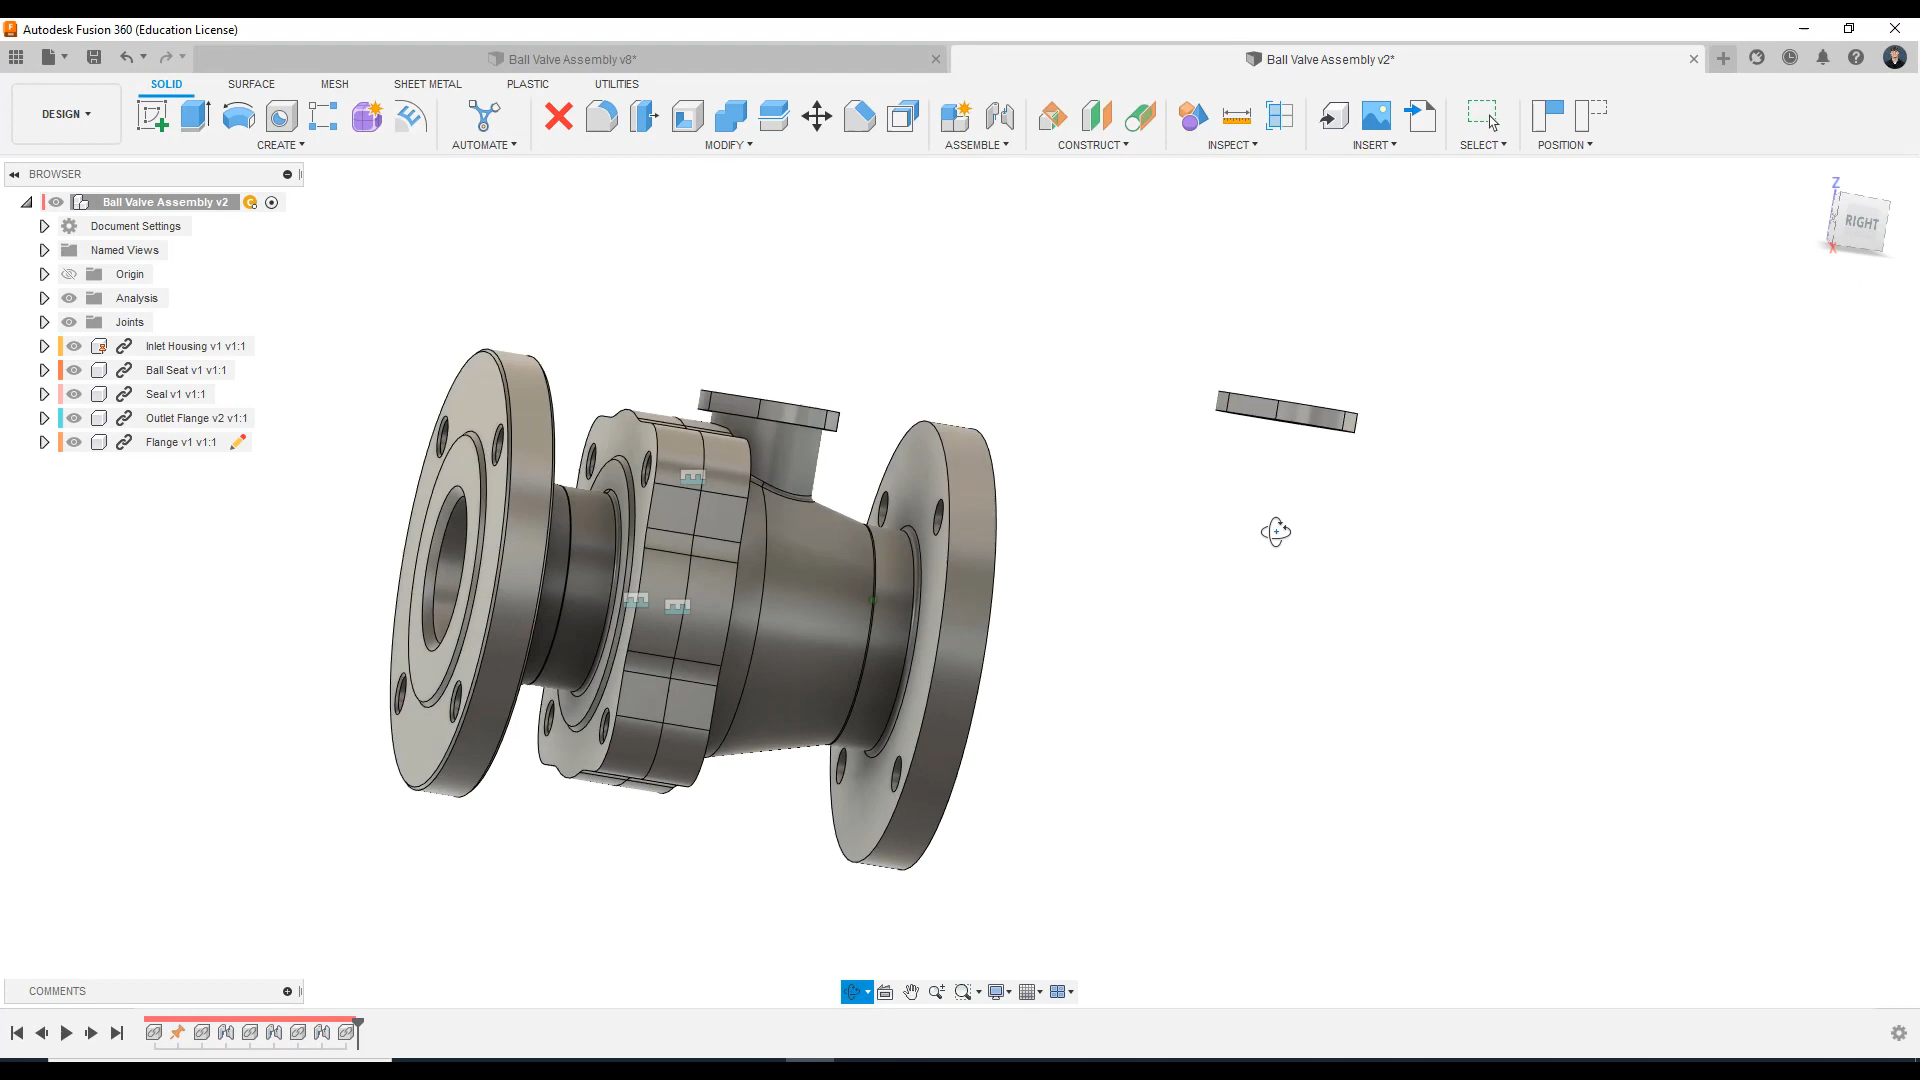 Autodesk Fusion 360 (Education License)
Ball Valve Assembly v8*
Ball Valve Assembly v2*
SOLID
SURFACE
MESH
SHEET METAL
PLASTIC
UTILITIES
DESIGN
CREATE
AUTOMATE
MODIFY
ASSEMBLE
CONSTRUCT
INSPECT
INSERT
SELECT
POSITION
BROWSER
Ball Valve Assembly v2
Document Settings
Named Views
Origin
Analysis
Joints
Inlet Housing v1 v1:1
Ball Seat v1 v1:1
Seal v1 v1:1
Outlet Flange v2 v1:1
Flange v1 v1:1
Z
RIGHT
X
COMMENTS